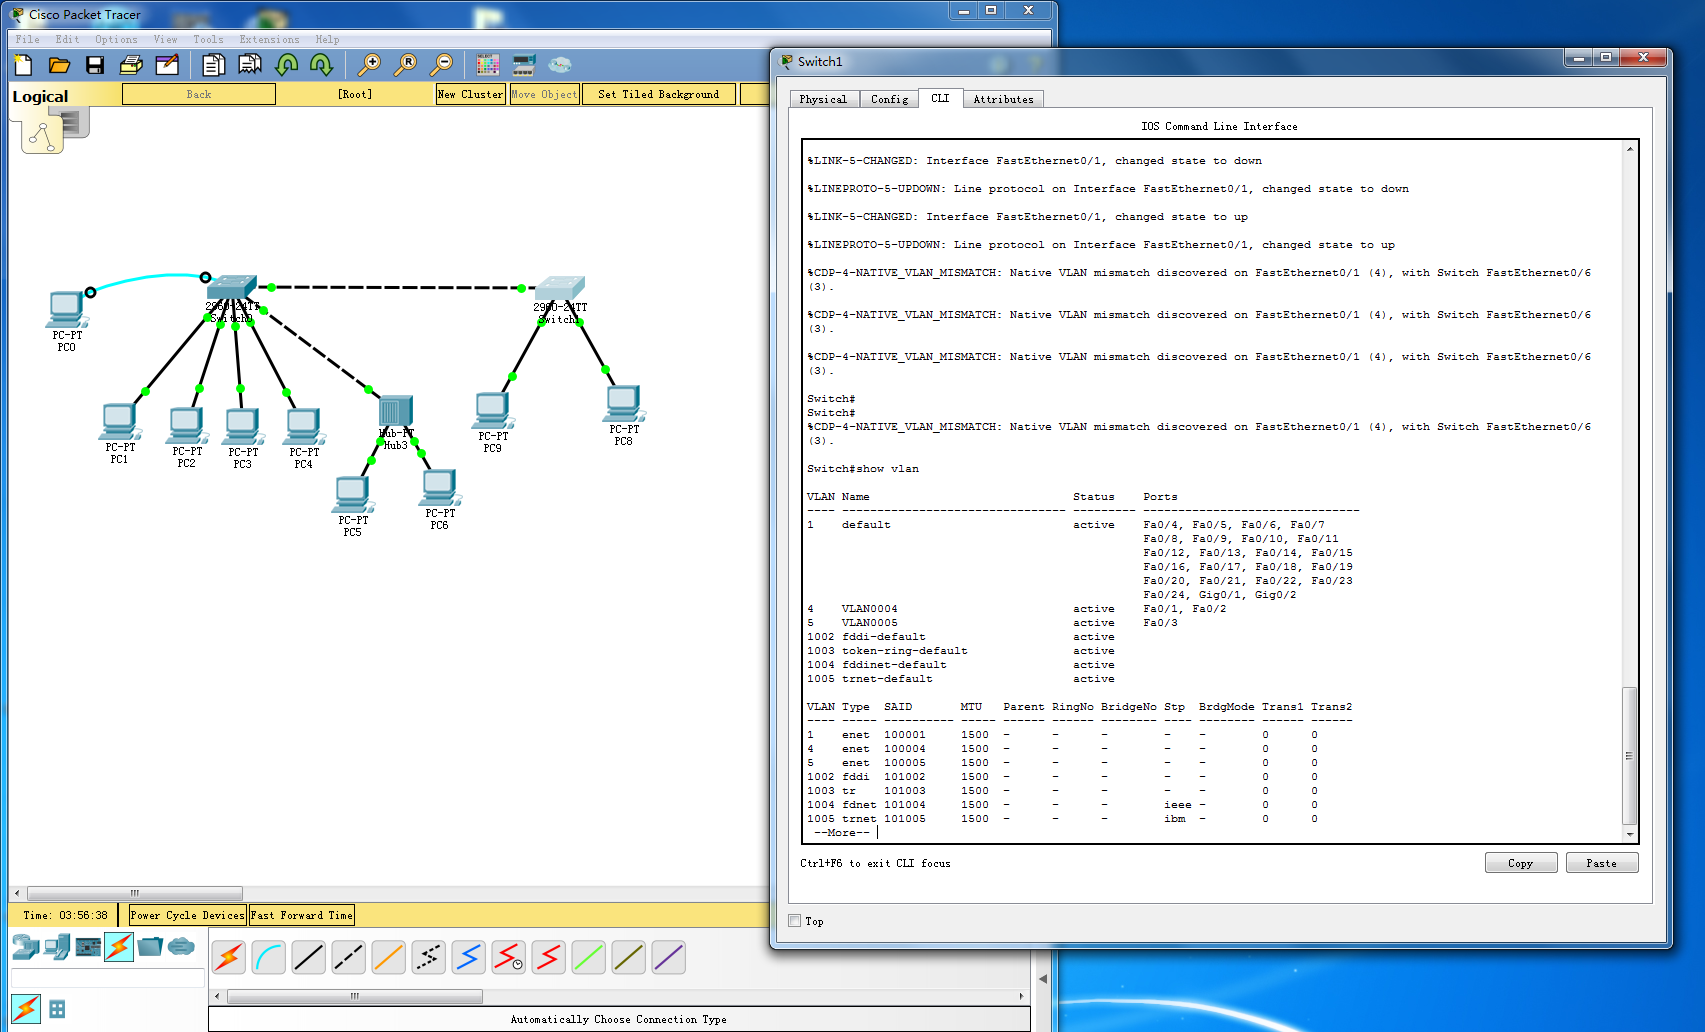 Cisco Packet Tracer
File Edit Options View Tools Extensions Help
Logical
Back
[Root]
New Cluster
Move Object
Set Tiled Background
PC-PT
PC0
2960-24TT
Switch0
2960-24TT
Switch1
PC-PT
PC1
PC-PT
PC2
PC-PT
PC3
PC-PT
PC4
Hub-PT
Hub3
PC-PT
PC9
PC-PT
PC8
PC-PT
PC5
PC-PT
PC6
Time: 03:56:38
Power Cycle Devices
Fast Forward Time
Automatically Choose Connection Type
Switch1
Physical Config CLI Attributes
IOS Command Line Interface
%LINK-5-CHANGED: Interface FastEthernet0/1, changed state to down
%LINEPROTO-5-UPDOWN: Line protocol on Interface FastEthernet0/1, changed state to down
%LINK-5-CHANGED: Interface FastEthernet0/1, changed state to up
%LINEPROTO-5-UPDOWN: Line protocol on Interface FastEthernet0/1, changed state to up
%CDP-4-NATIVE_VLAN_MISMATCH: Native VLAN mismatch discovered on FastEthernet0/1 (4), with Switch FastEthernet0/6
(3).
%CDP-4-NATIVE_VLAN_MISMATCH: Native VLAN mismatch discovered on FastEthernet0/1 (4), with Switch FastEthernet0/6
(3).
%CDP-4-NATIVE_VLAN_MISMATCH: Native VLAN mismatch discovered on FastEthernet0/1 (4), with Switch FastEthernet0/6
(3).
Switch#
Switch#
%CDP-4-NATIVE_VLAN_MISMATCH: Native VLAN mismatch discovered on FastEthernet0/1 (4), with Switch FastEthernet0/6
(3).
Switch#show vlan
VLAN Name Status Ports
---- -------------------------------- --------- -------------------------------
1 default active Fa0/4, Fa0/5, Fa0/6, Fa0/7
Fa0/8, Fa0/9, Fa0/10, Fa0/11
Fa0/12, Fa0/13, Fa0/14, Fa0/15
Fa0/16, Fa0/17, Fa0/18, Fa0/19
Fa0/20, Fa0/21, Fa0/22, Fa0/23
Fa0/24, Gig0/1, Gig0/2
4 VLAN0004 active Fa0/1, Fa0/2
5 VLAN0005 active Fa0/3
1002 fddi-default active
1003 token-ring-default active
1004 fddinet-default active
1005 trnet-default active
VLAN Type SAID MTU Parent RingNo BridgeNo Stp BrdgMode Trans1 Trans2
---- ----- ---------- ----- ------ ------ -------- ---- -------- ------ ------
1 enet 100001 1500 - - - - - 0 0
4 enet 100004 1500 - - - - - 0 0
5 enet 100005 1500 - - - - - 0 0
1002 fddi 101002 1500 - - - - - 0 0
1003 tr 101003 1500 - - - - - 0 0
1004 fdnet 101004 1500 - - - ieee - 0 0
1005 trnet 101005 1500 - - - ibm - 0 0
--More--
Ctrl+F6 to exit CLI focus
Copy
Paste
Top